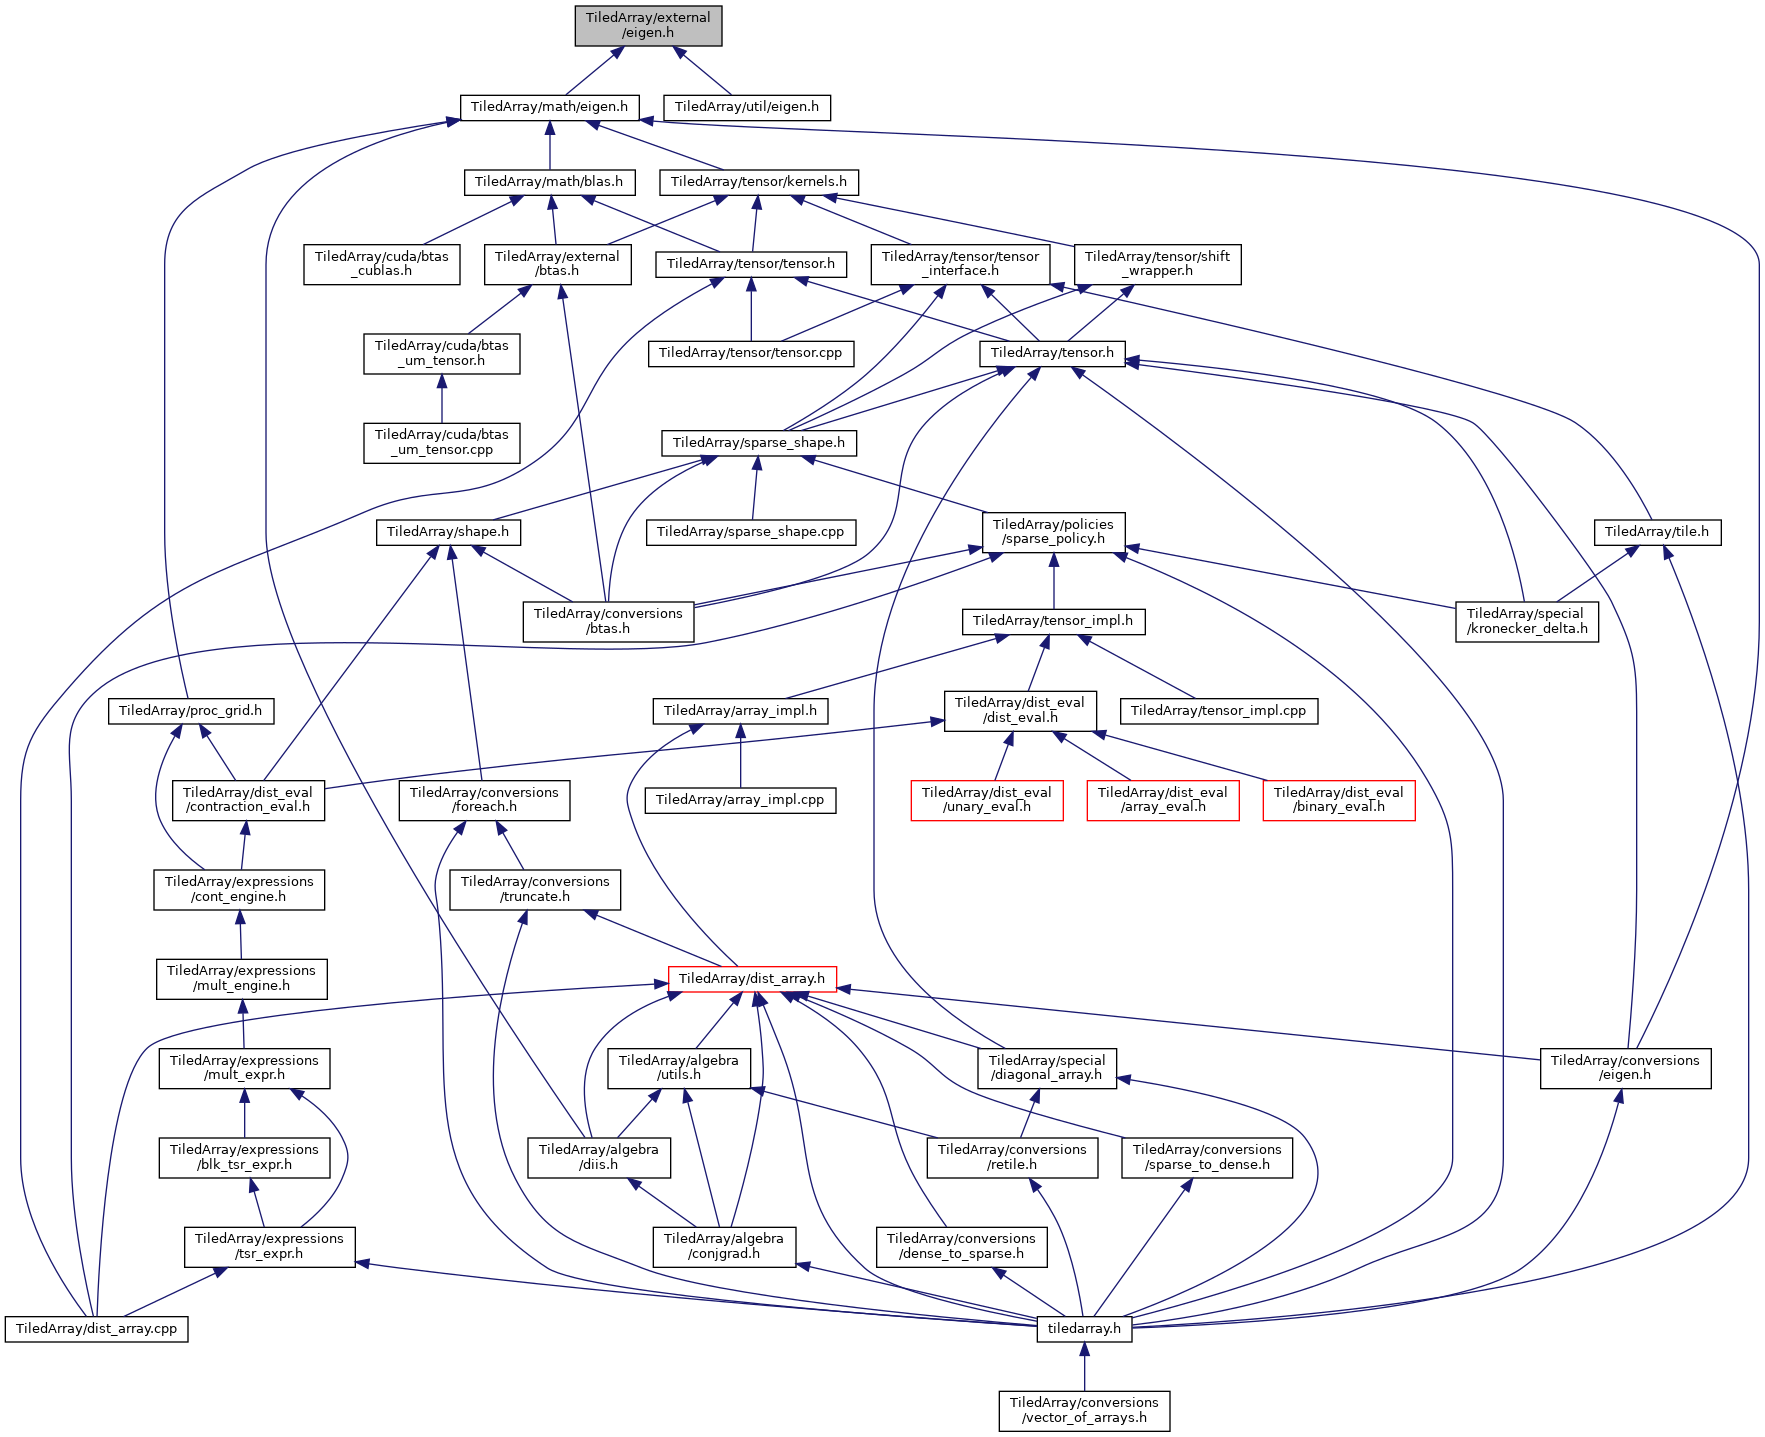 TiledArray/external
/eigen.h
TiledArray/math/eigen.h
TiledArray/util/eigen.h
TiledArray/math/blas.h
TiledArray/tensor/kernels.h
TiledArray/cuda/btas
_cublas.h
TiledArray/external
/btas.h
TiledArray/tensor/tensor.h
TiledArray/tensor/tensor
_interface.h
TiledArray/tensor/shift
_wrapper.h
TiledArray/cuda/btas
_um_tensor.h
TiledArray/tensor/tensor.cpp
TiledArray/tensor.h
TiledArray/cuda/btas
_um_tensor.cpp
TiledArray/sparse_shape.h
TiledArray/shape.h
TiledArray/sparse_shape.cpp
TiledArray/policies
/sparse_policy.h
TiledArray/tile.h
TiledArray/conversions
/btas.h
TiledArray/tensor_impl.h
TiledArray/special
/kronecker_delta.h
TiledArray/proc_grid.h
TiledArray/array_impl.h
TiledArray/dist_eval
/dist_eval.h
TiledArray/tensor_impl.cpp
TiledArray/dist_eval
/contraction_eval.h
TiledArray/conversions
/foreach.h
TiledArray/array_impl.cpp
TiledArray/dist_eval
/unary_eval.h
TiledArray/dist_eval
/array_eval.h
TiledArray/dist_eval
/binary_eval.h
TiledArray/expressions
/cont_engine.h
TiledArray/conversions
/truncate.h
TiledArray/expressions
/mult_engine.h
TiledArray/dist_array.h
TiledArray/expressions
/mult_expr.h
TiledArray/algebra
/utils.h
TiledArray/special
/diagonal_array.h
TiledArray/conversions
/eigen.h
TiledArray/expressions
/blk_tsr_expr.h
TiledArray/algebra
/diis.h
TiledArray/conversions
/retile.h
TiledArray/conversions
/sparse_to_dense.h
TiledArray/expressions
/tsr_expr.h
TiledArray/algebra
/conjgrad.h
TiledArray/conversions
/dense_to_sparse.h
TiledArray/dist_array.cpp
tiledarray.h
TiledArray/conversions
/vector_of_arrays.h